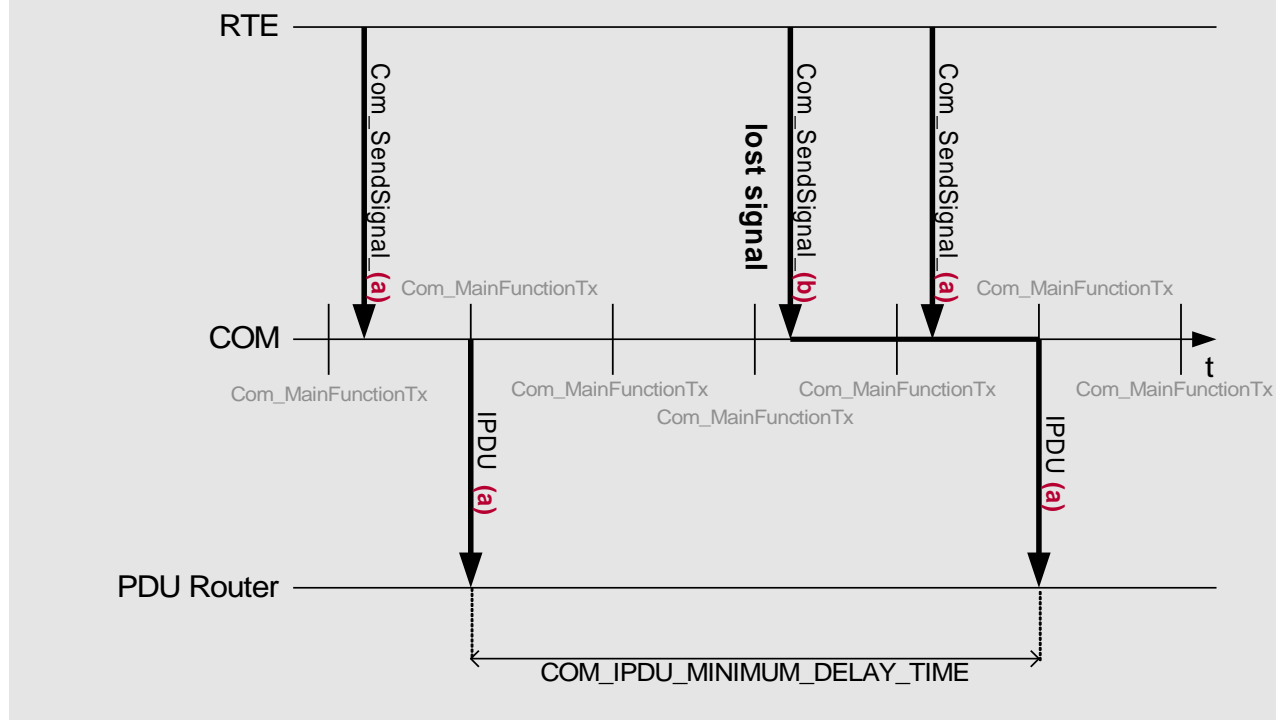 RTE
Com_SendSignal_(a)
lost signal
Com_SendSignal_(b)
Com_SendSignal_(a)
Com_MainFunctionTx
Com_MainFunctionTx
COM
t
Com_MainFunctionTx
Com_MainFunctionTx
Com_MainFunctionTx
Com_MainFunctionTx
Com_MainFunctionTx
IPDU (a)
IPDU (a)
PDU Router
COM_IPDU_MINIMUM_DELAY_TIME